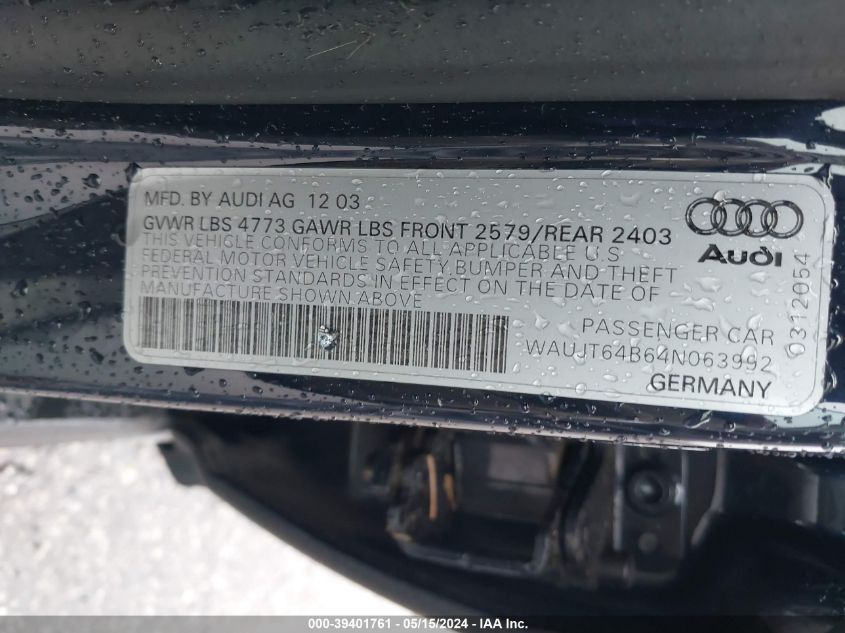 MFD. BY AUDI AG 12 03
GVWR LBS 4773 GAWR LBS FRONT 2579/REAR 2403
THIS VEHICLE CONFORMS TO ALL APPLICABLE U.S
FEDERAL MOTOR VEHICLE SAFETY, BUMPER AND THEFT
PREVENTION STANDARDS IN EFFECT ON THE DATE OF
MANUFACTURE SHOWN ABOVE
PASSENGER CAR
WAUJT64B64N063992
GERMANY
Audi
0312054
000-39401761 - 05/15/2024 - IAA Inc.